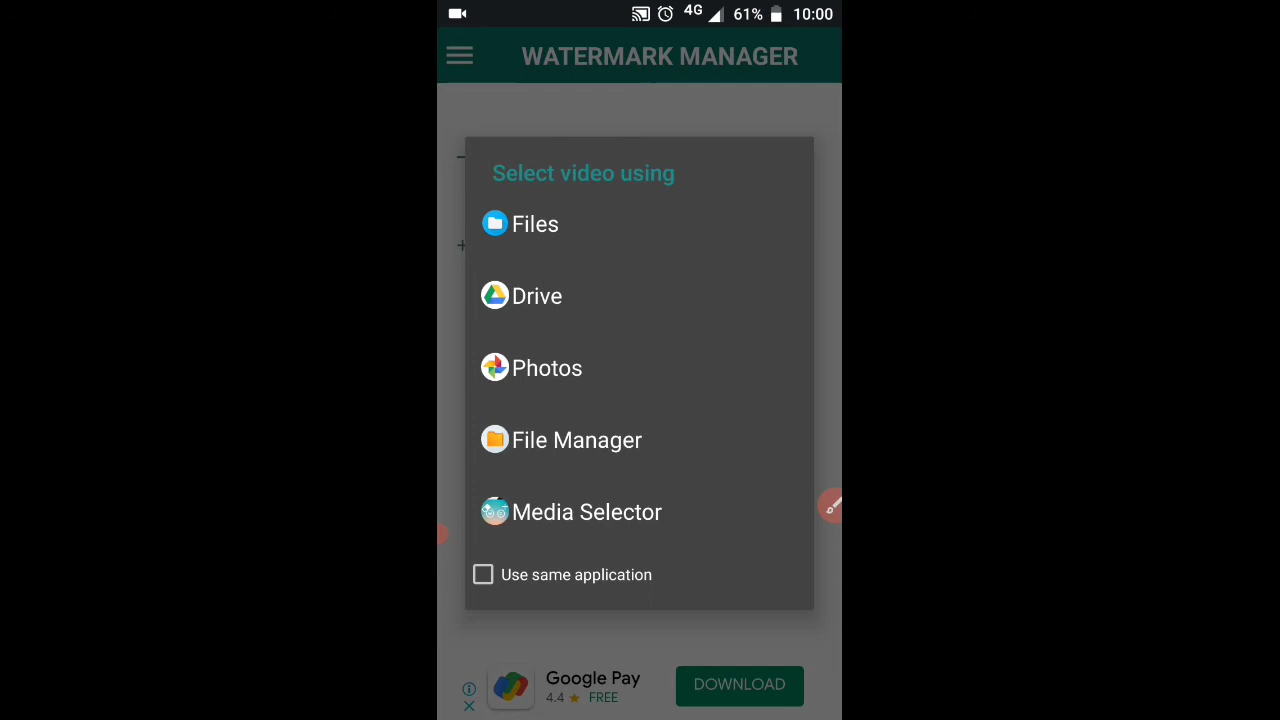 4G 61% 10:00
WATERMARK MANAGER
Select video using
Files
Drive
Photos
File Manager
Media Selector
Use same application
Google Pay
4.4 ★ FREE
DOWNLOAD